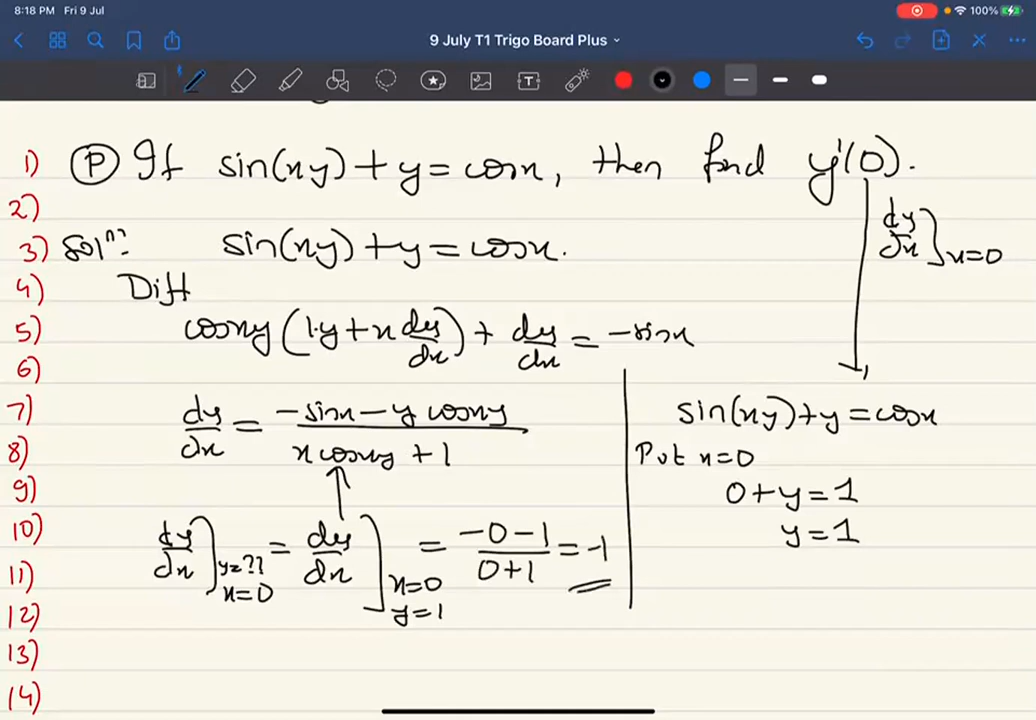 8:18 PM Fri 9 Jul
100%
9 July T1 Trigo Board Plus
1) (P) If sin(xy) + y = cosx, then find y'(0).
2)
dy/dx]x=0
3) Solⁿ: sin(xy) + y = cosx.
4) Diff
5) cosxy (1.y + x dy/dx) + dy/dx = -sinx
6)
7) dy/dx = (-sinx - y cosxy)/(x cosxy + 1)
8)
9)
10) dy/dx]y=?? x=0 = dy/dx]x=0 y=1 = (-0-1)/(0+1) = -1
11)
12)
13)
14)
sin(xy) + y = cosx
Put x=0
0+y=1
y=1